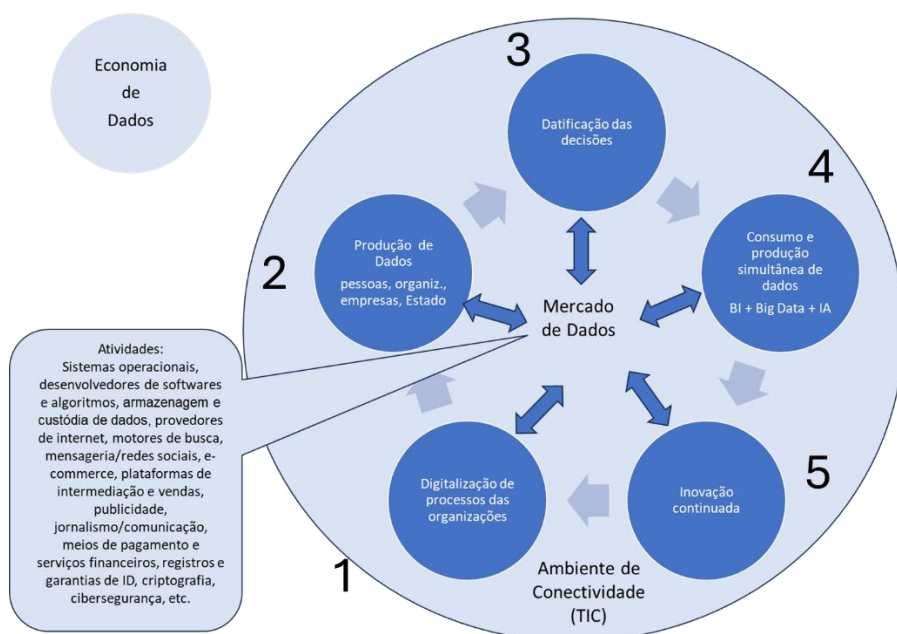 Economia
de
Dados
3
Datificação das
decisões
4
Consumo e
produção
simultânea de
dados
BI + Big Data + IA
2
Produção de
Dados
pessoas, organiz.,
empresas, Estado
Mercado
de Dados
Atividades:
Sistemas operacionais,
desenvolvedores de softwares
e algoritmos, armazenagem e
custódia de dados, provedores
de internet, motores de busca,
mensageria/redes sociais, e-
commerce, plataformas de
intermediação e vendas,
publicidade,
jornalismo/comunicação,
meios de pagamento e
serviços financeiros, registros e
garantias de ID, criptografia,
cibersegurança, etc.
Digitalização de
processos das
organizações
5
Inovação
continuada
1
Ambiente de
Conectividade
(TIC)